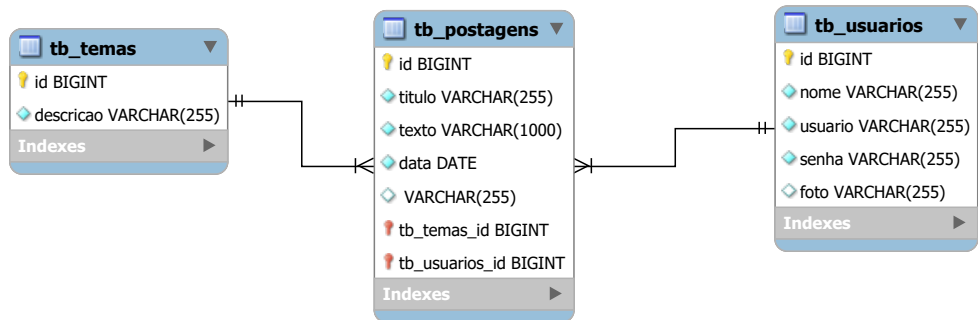 tb_temas
id BIGINT
descricao VARCHAR(255)
Indexes
tb_postagens
id BIGINT
titulo VARCHAR(255)
texto VARCHAR(1000)
data DATE
VARCHAR(255)
tb_temas_id BIGINT
tb_usuarios_id BIGINT
Indexes
tb_usuarios
id BIGINT
nome VARCHAR(255)
usuario VARCHAR(255)
senha VARCHAR(255)
foto VARCHAR(255)
Indexes